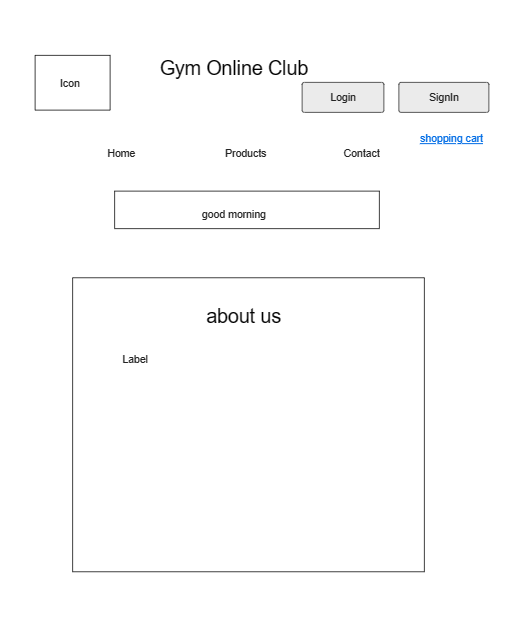 Gym Online Club
Icon
Login
SignIn
shopping cart
Home
Products
Contact
good morning
about us
Label